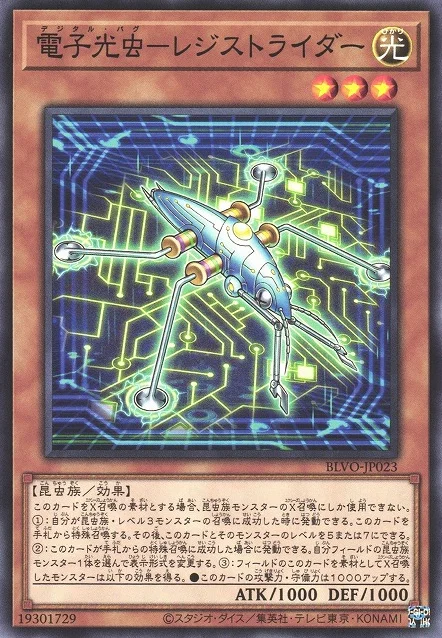 デジタル・バグ
電子光虫－レジストライダー
ひかり
光
BLVO-JP023
【昆虫族／効果】
このカードをX召喚の素材とする場合、昆虫族モンスターのX召喚にしか使用できない。
①：自分が昆虫族・レベル３モンスターの召喚に成功した時に発動できる。このカードを
手札から特殊召喚する。その後、このカードとそのモンスターのレベルを５または７にできる。
②：このカードが手札からの特殊召喚に成功した場合に発動できる。自分フィールドの昆虫族
モンスター１体を選んで表示形式を変更する。③：フィールドのこのカードを素材としてX召喚
したモンスターは以下の効果を得る。●このカードの攻撃力・守備力は１０００アップする。
ATK/1000 DEF/1000
19301729
©スタジオ・ダイス／集英社・テレビ東京・KONAMI